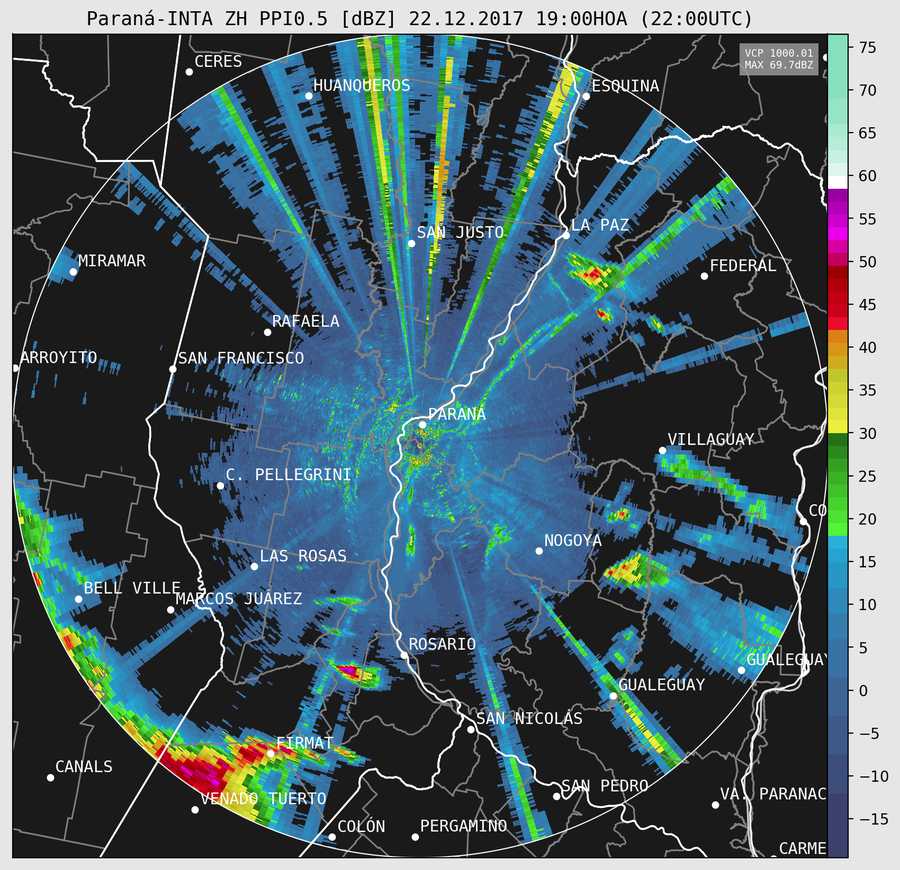 Paraná-INTA ZH PPI0.5 [dBZ] 22.12.2017 19:00HOA (22:00UTC)
VCP 1000.01
MAX 69.7dBZ
CERES
HUANQUEROS
ESQUINA
SAN JUSTO
LA PAZ
MIRAMAR
FEDERAL
RAFAELA
ARROYITO
SAN FRANCISCO
PARANÁ
VILLAGUAY
C. PELLEGRINI
CO
NOGOYA
LAS ROSAS
BELL VILLE
MARCOS JUÁREZ
ROSARIO
GUALEGUAY
GUALEGUAY
SAN NICOLÁS
FIRMAT
CANALS
SAN PEDRO
VENADO TUERTO
PARANAC
COLÓN
PERGAMINO
CARME
75
70
65
60
55
50
45
40
35
30
25
20
15
10
5
0
−5
−10
−15